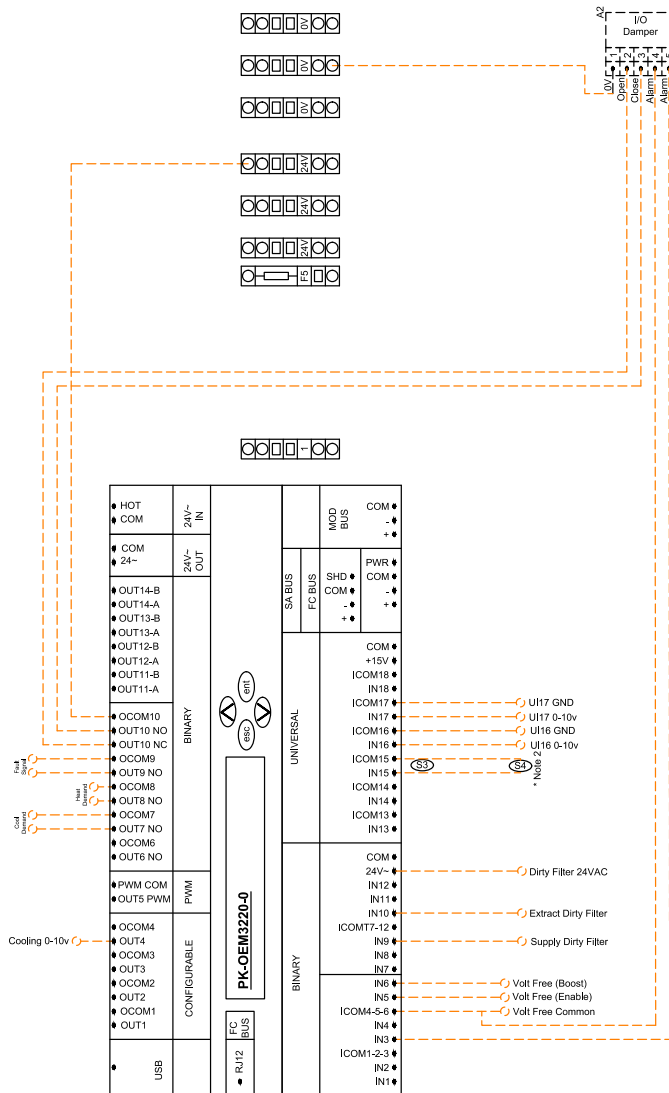 0V
0V
0V
24V
24V
24V
F5
1
A2
I/O
Damper
1
2
3
4
5
0V
Open
Close
Alarm
Alarm
HOT
COM
24V~
IN
COM
24~
24V~
OUT
OUT14-B
OUT14-A
OUT13-B
OUT13-A
OUT12-B
OUT12-A
OUT11-B
OUT11-A
OCOM10
OUT10 NO
OUT10 NC
OCOM9
OUT9 NO
OCOM8
OUT8 NO
OCOM7
OUT7 NO
OCOM6
OUT6 NO
BINARY
Fault
Signal
Heat
Demand
Cool
Demand
PWM COM
OUT5 PWM
PWM
Cooling 0-10v
OCOM4
OUT4
OCOM3
OUT3
OCOM2
OUT2
OCOM1
OUT1
CONFIGURABLE
USB
ent
esc
PK-OEM3220-0
FC
BUS
RJ12
MOD
BUS
COM
-
+
SA BUS
FC BUS
SHD
COM
-
+
PWR
COM
-
+
UNIVERSAL
COM
+15V
ICOM18
IN18
ICOM17
IN17
ICOM16
IN16
ICOM15
IN15
ICOM14
IN14
ICOM13
IN13
UI17 GND
UI17 0-10v
UI16 GND
UI16 0-10v
S3
S4
* Note 2
BINARY
COM
24V~
IN12
IN11
IN10
ICOMT7-12
IN9
IN8
IN7
IN6
IN5
ICOM4-5-6
IN4
IN3
ICOM1-2-3
IN2
IN1
Dirty Filter 24VAC
Extract Dirty Filter
Supply Dirty Filter
Volt Free (Boost)
Volt Free (Enable)
Volt Free Common